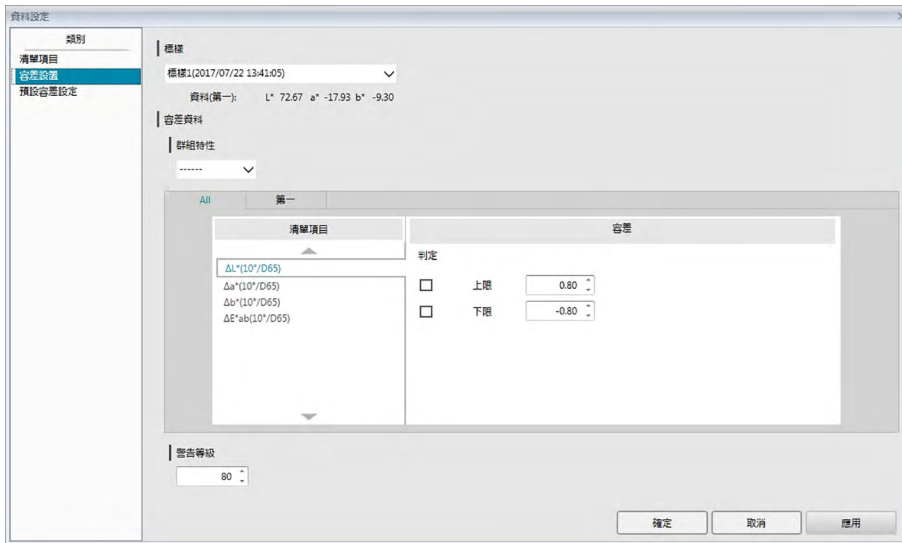 資料設定
類別
清單項目
容差設置
預設容差設定
標樣
標樣1(2017/07/22 13:41:05)
資料(第一): L* 72.67 a* -17.93 b* -9.30
容差資料
群組特性
------
All 第一
清單項目 容差
ΔL*(10°/D65)
Δa*(10°/D65)
Δb*(10°/D65)
ΔE*ab(10°/D65)
判定
上限 0.80
下限 -0.80
警告等級
80
確定 取消 應用